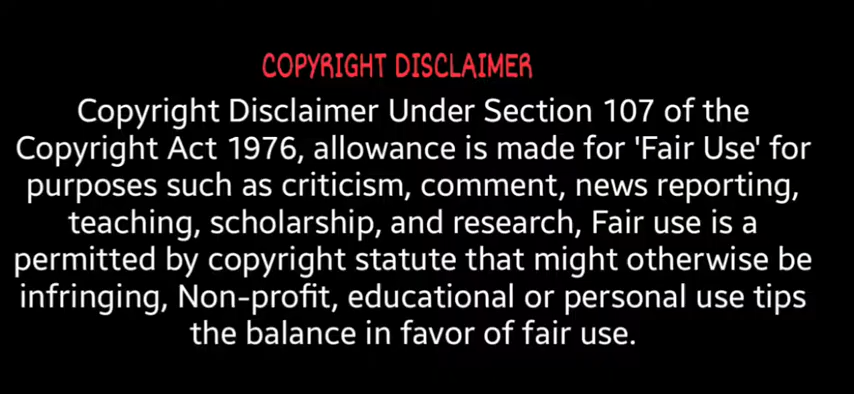 COPYRIGHT DISCLAIMER
Copyright Disclaimer Under Section 107 of the
Copyright Act 1976, allowance is made for 'Fair Use' for
purposes such as criticism, comment, news reporting,
teaching, scholarship, and research, Fair use is a
permitted by copyright statute that might otherwise be
infringing, Non-profit, educational or personal use tips
the balance in favor of fair use.